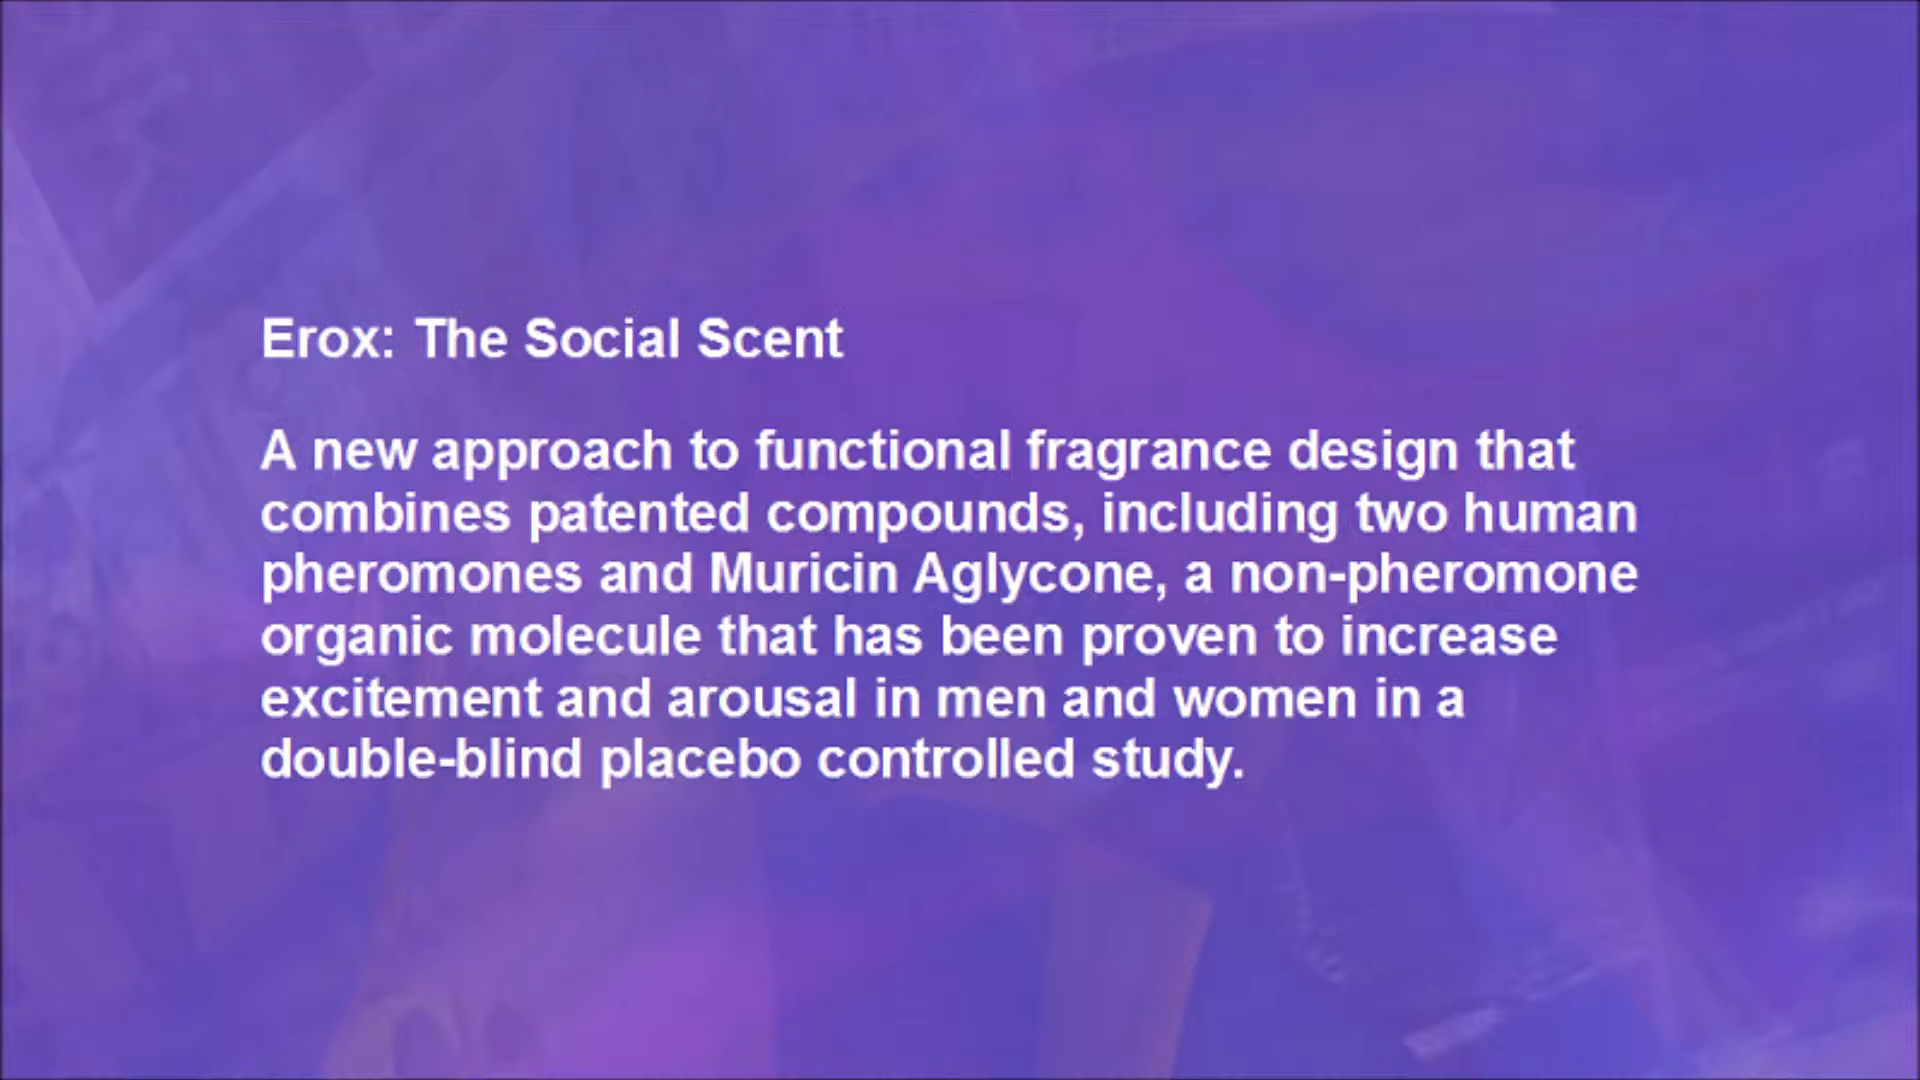 Erox: The Social Scent
A new approach to functional fragrance design that
combines patented compounds, including two human
pheromones and Muricin Aglycone, a non-pheromone
organic molecule that has been proven to increase
excitement and arousal in men and women in a
double-blind placebo controlled study.